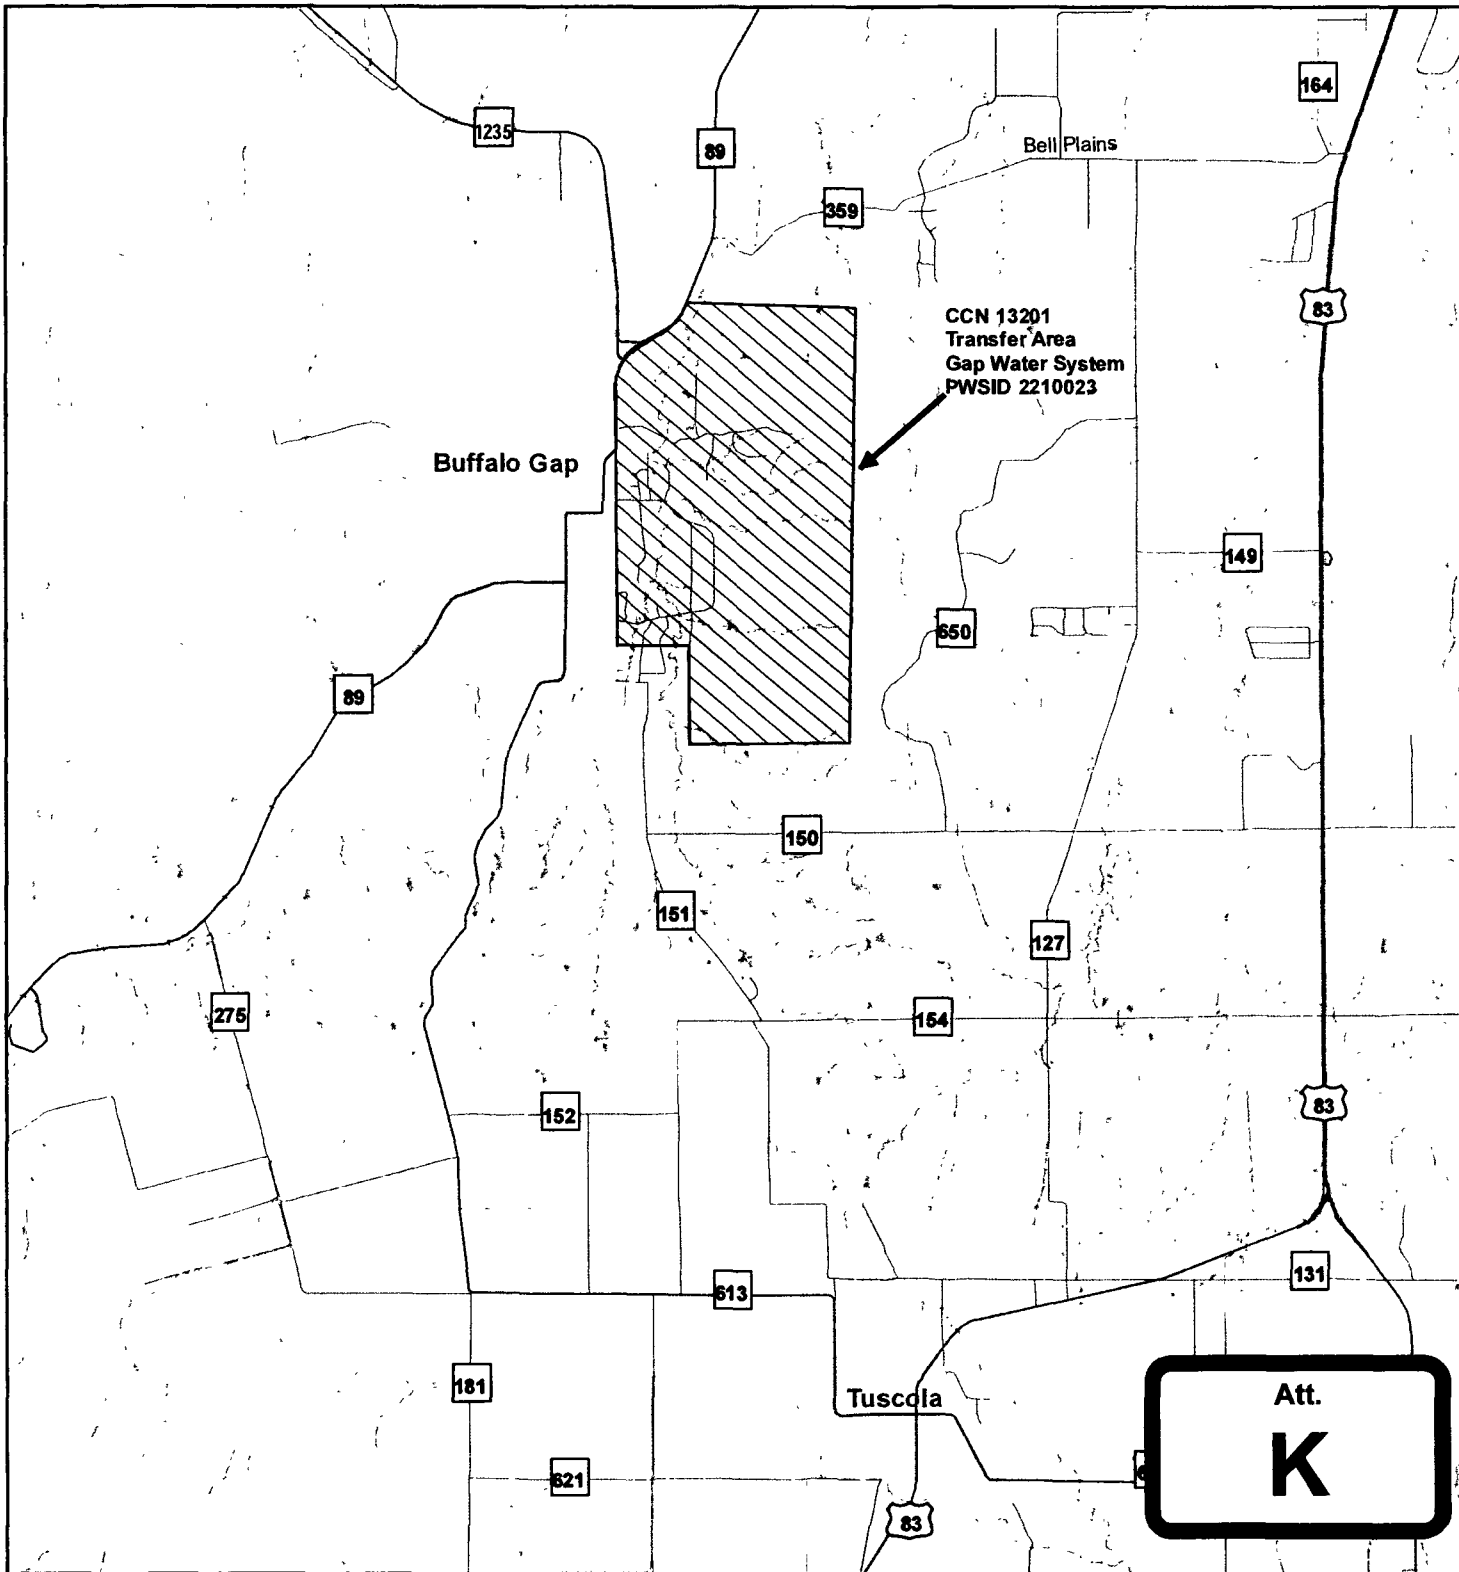 164
1235
89
Bell Plains
359
83
CCN 13201
Transfer Area
Gap Water System
PWSID 2210023
Buffalo Gap
149
650
89
150
151
127
275
154
83
152
131
613
181
Tuscola
Att.
K
621
83